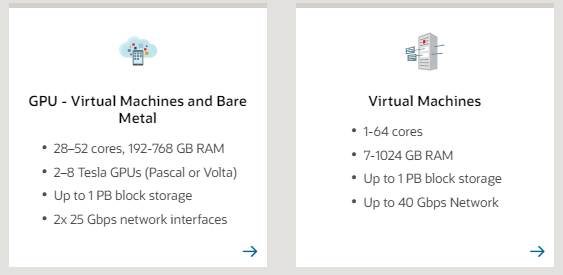 GPU - Virtual Machines and Bare
Metal
• 28–52 cores, 192-768 GB RAM
• 2–8 Tesla GPUs (Pascal or Volta)
• Up to 1 PB block storage
• 2x 25 Gbps network interfaces
Virtual Machines
• 1-64 cores
• 7-1024 GB RAM
• Up to 1 PB block storage
• Up to 40 Gbps Network